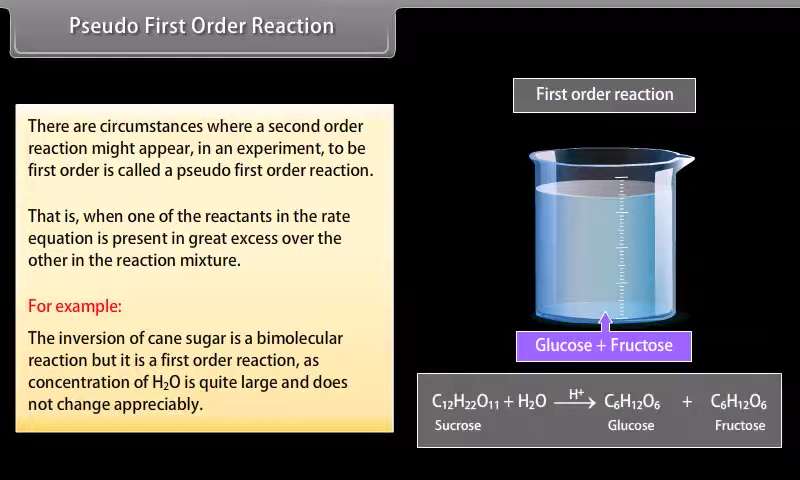 Pseudo First Order Reaction
There are circumstances where a second order
reaction might appear, in an experiment, to be
first order is called a pseudo first order reaction.
That is, when one of the reactants in the rate
equation is present in great excess over the
other in the reaction mixture.
For example:
The inversion of cane sugar is a bimolecular
reaction but it is a first order reaction, as
concentration of H₂O is quite large and does
not change appreciably.
First order reaction
Glucose + Fructose
C₁₂H₂₂O₁₁ + H₂O —H⁺→ C₆H₁₂O₆ + C₆H₁₂O₆
Sucrose Glucose Fructose